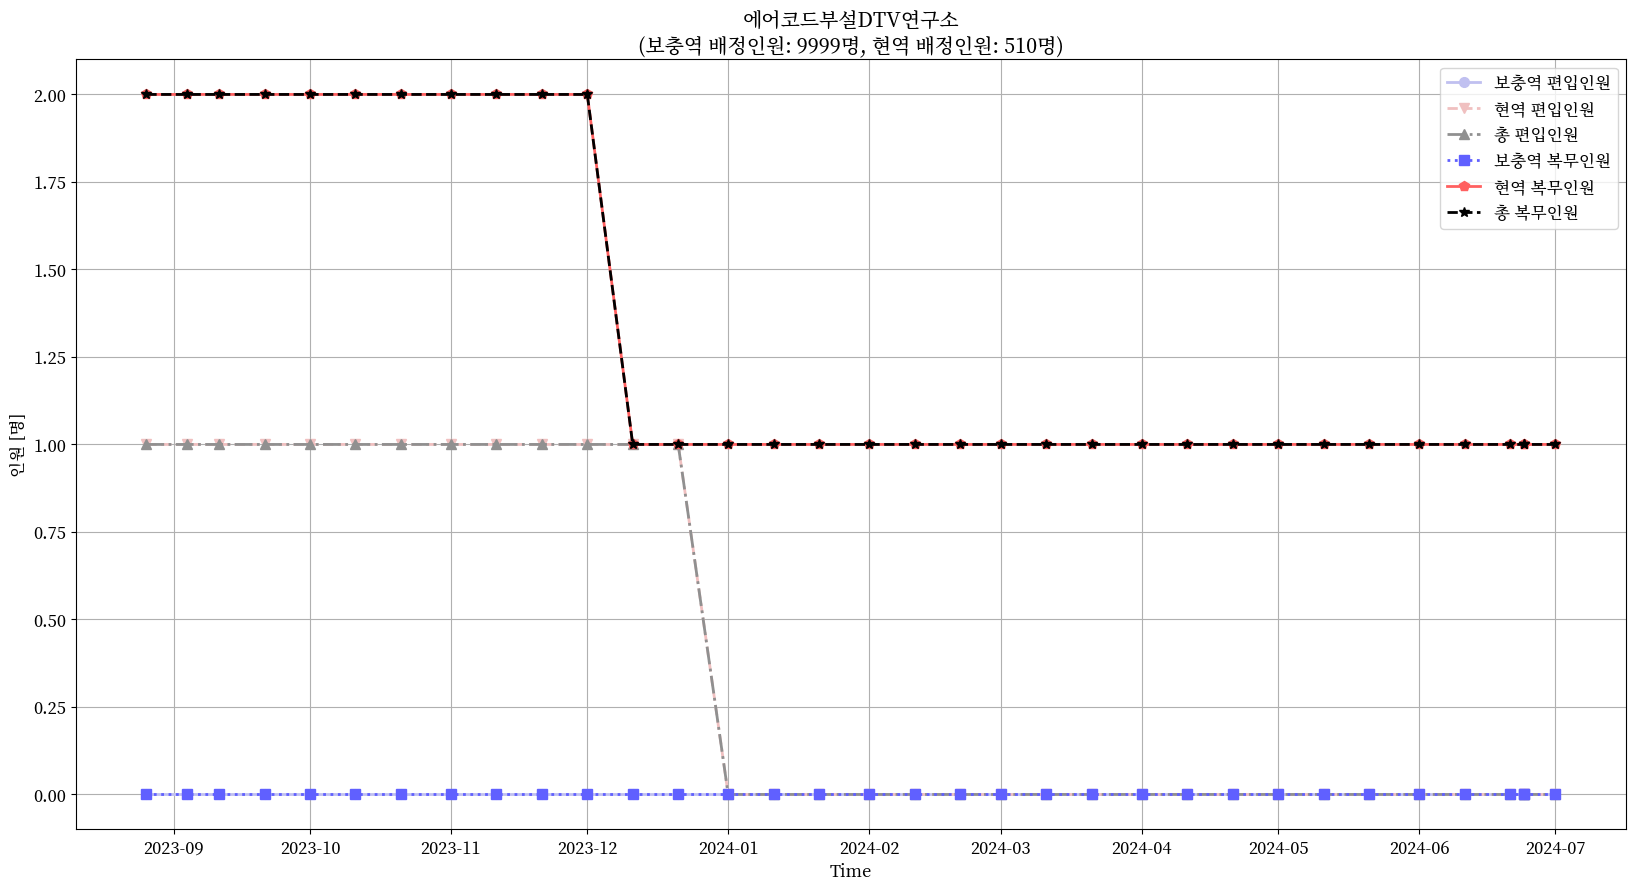 에어코드부설DTV연구소
(보충역 배정인원: 9999명, 현역 배정인원: 510명)
보충역 편입인원
현역 편입인원
총 편입인원
보충역 복무인원
현역 복무인원
총 복무인원
인원 [명]
2.00
1.75
1.50
1.25
1.00
0.75
0.50
0.25
0.00
2023-09
2023-10
2023-11
2023-12
2024-01
2024-02
2024-03
2024-04
2024-05
2024-06
2024-07
Time